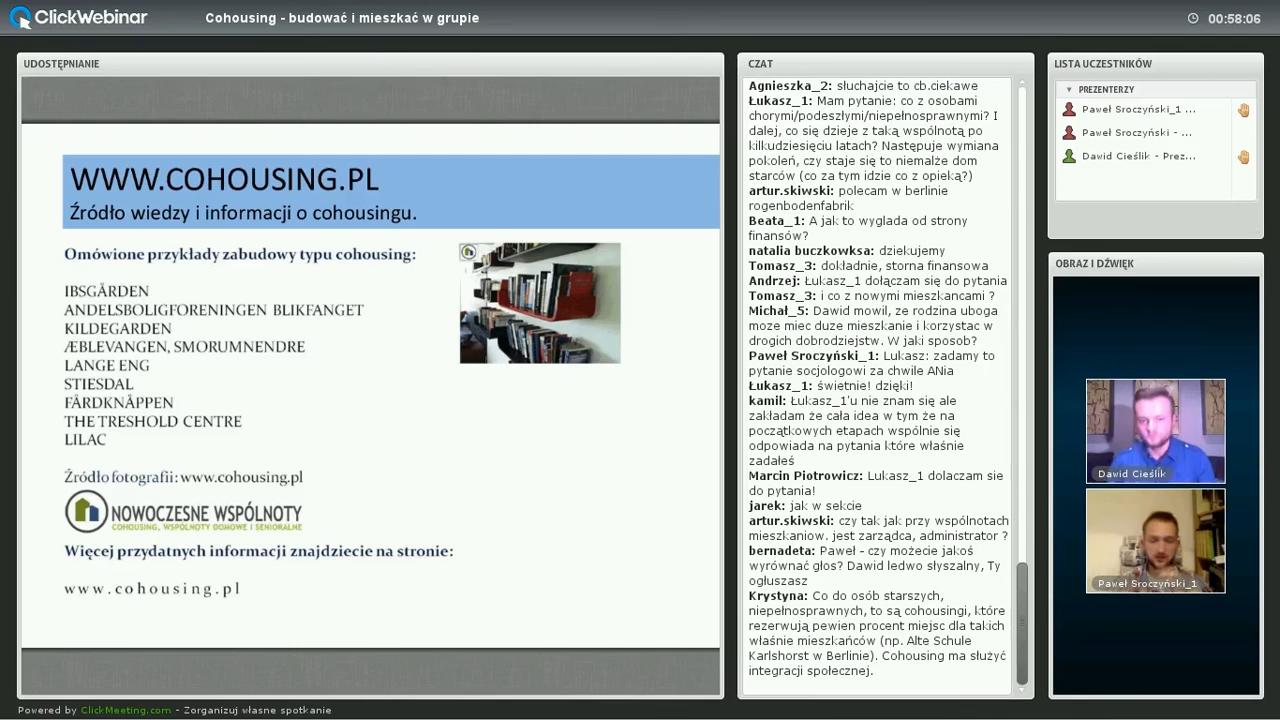 ClickWebinar
Cohousing - budować i mieszkać w grupie
00:58:06
UDOSTĘPNIANIE
WWW.COHOUSING.PL
Źródło wiedzy i informacji o cohousingu.
Omówione przykłady zabudowy typu cohousing:
IBSGÅRDEN
ANDELSBOLIGFORENINGEN BLIKFANGET
KILDEGARDEN
ÆBLEVANGEN, SMORUMNENDRE
LANGE ENG
STIESDAL
FÄRDKNÄPPEN
THE TRESHOLD CENTRE
LILAC
Źródło fotografii: www.cohousing.pl
NOWOCZESNE WSPÓLNOTY
COHOUSING, WSPÓLNOTY DOMOWE I SENIORALNE
Więcej przydatnych informacji znajdziecie na stronie:
www.cohousing.pl
CZAT
Agnieszka_2: słuchajcie to cb.ciekawe
Łukasz_1: Mam pytanie: co z osobami
chorymi/podeszłymi/niepełnosprawnymi? I
dalej, co się dzieje z taką wspólnotą po
kilkudziesięciu latach? Następuje wymiana
pokoleń, czy staje się to niemalże dom
starców (co za tym idzie co z opieką?)
artur.skiwski: polecam w berlinie
rogenbodenfabrik
Beata_1: A jak to wyglada od strony
finansów?
natalia buczkowksa: dziekujemy
Tomasz_3: dokładnie, storna finansowa
Andrzej: Łukasz_1 dołączam się do pytania
Tomasz_3: i co z nowymi mieszkancami ?
Michał_5: Dawid mowil, ze rodzina uboga
moze miec duze mieszkanie i korzystac w
drogich dobrodziejstw. W jaki sposob?
Paweł Sroczyński_1: Lukasz: zadamy to
pytanie socjologowi za chwile ANia
Łukasz_1: świetnie! dzięki!
kamil: Łukasz_1'u nie znam się ale
zakładam że cała idea w tym że na
początkowych etapach wspólnie się
odpowiada na pytania które właśnie
zadałeś
Marcin Piotrowicz: Lukasz_1 dolaczam sie
do pytania!
jarek: jak w sekcie
artur.skiwski: czy tak jak przy wspólnotach
mieszkaniow. jest zarządca, administrator ?
bernadeta: Paweł - czy możecie jakoś
wyrównać głos? Dawid ledwo słyszalny, Ty
ogłuszasz
Krystyna: Co do osób starszych,
niepełnosprawnych, to są cohousingi, które
rezerwują pewien procent miejsc dla takich
właśnie mieszkańców (np. Alte Schule
Karlshorst w Berlinie). Cohousing ma służyć
integracji społecznej.
LISTA UCZESTNIKÓW
PREZENTERZY
Paweł Sroczyński_1 ...
Paweł Sroczyński - ...
Dawid Cieślik - Prez...
OBRAZ I DŹWIĘK
Dawid Cieślik
Paweł Sroczyński_1
Powered by ClickMeeting.com - Zorganizuj własne spotkanie